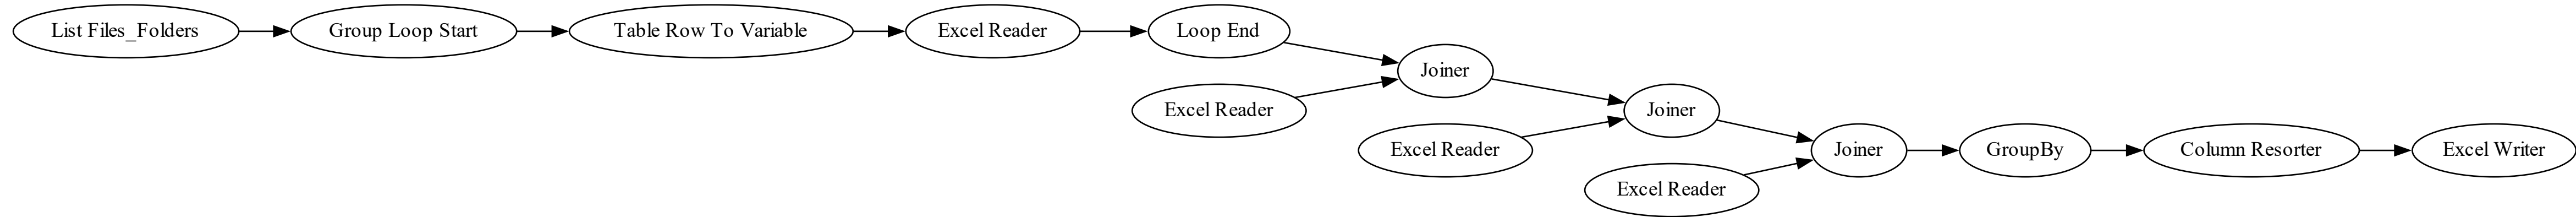 List Files_Folders
Group Loop Start
Table Row To Variable
Excel Reader
Loop End
Joiner
Excel Reader
Joiner
Excel Reader
Joiner
GroupBy
Column Resorter
Excel Writer
Excel Reader